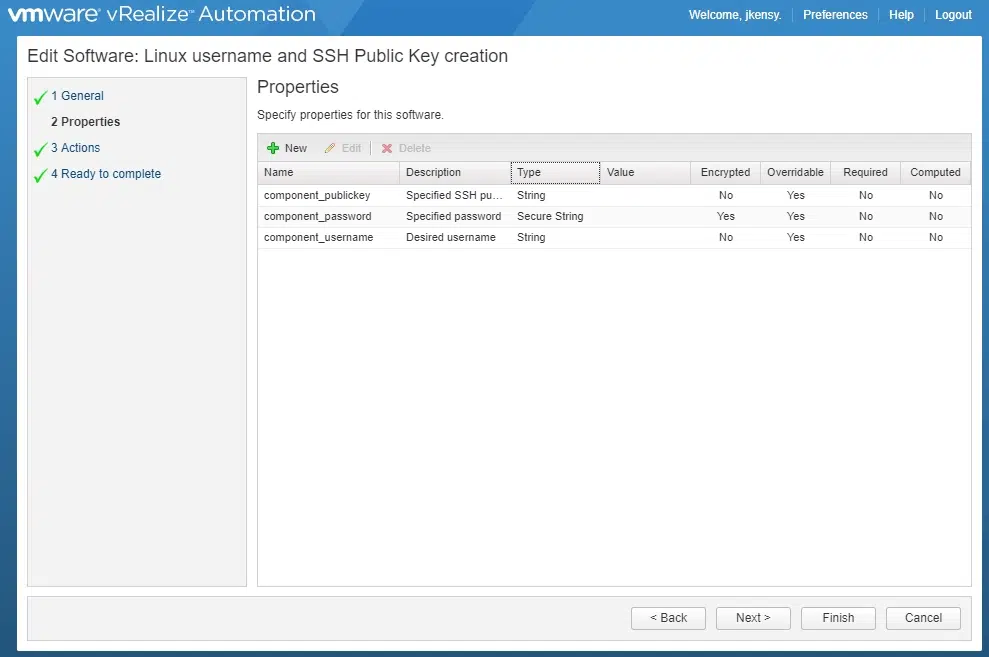 vmware® vRealize™ Automation Welcome, jkensy. Preferences Help Logout
Edit Software: Linux username and SSH Public Key creation
1 General
2 Properties
3 Actions
4 Ready to complete
Properties
Specify properties for this software.
New Edit Delete
Name Description Type Value Encrypted Overridable Required Computed
component_publickey Specified SSH pu... String No Yes No No
component_password Specified password Secure String Yes Yes No No
component_username Desired username String No Yes No No
< Back Next > Finish Cancel